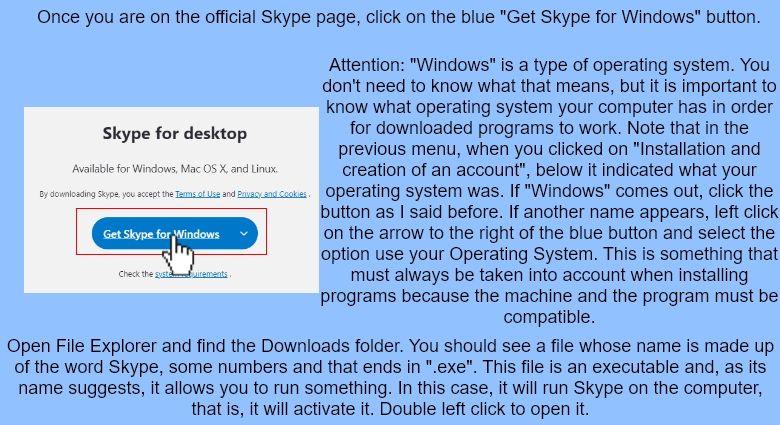 Once you are on the official Skype page, click on the blue "Get Skype for Windows" button.
Skype for desktop
Available for Windows, Mac OS X, and Linux.
By downloading Skype, you accept the Terms of Use and Privacy and Cookies .
Get Skype for Windows
Check the system requirements .
Attention: "Windows" is a type of operating system. You
don't need to know what that means, but it is important to
know what operating system your computer has in order
for downloaded programs to work. Note that in the
previous menu, when you clicked on "Installation and
creation of an account", below it indicated what your
operating system was. If "Windows" comes out, click the
button as I said before. If another name appears, left click
on the arrow to the right of the blue button and select the
option use your Operating System. This is something that
must always be taken into account when installing
programs because the machine and the program must be
compatible.
Open File Explorer and find the Downloads folder. You should see a file whose name is made up
of the word Skype, some numbers and that ends in ".exe". This file is an executable and, as its
name suggests, it allows you to run something. In this case, it will run Skype on the computer,
that is, it will activate it. Double left click to open it.